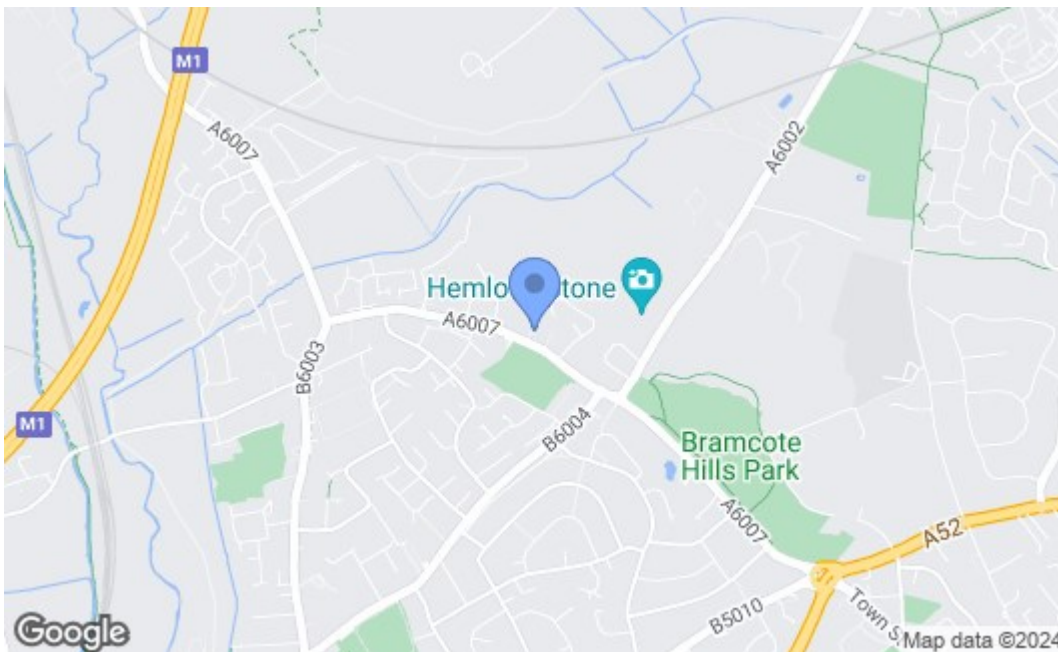 M1
A6007
A6002
Hemlo tone
A6007
B6003
M1
B6004
Bramcote
Hills Park
A6007
A52
B5010
Town S
Google
Map data ©2024